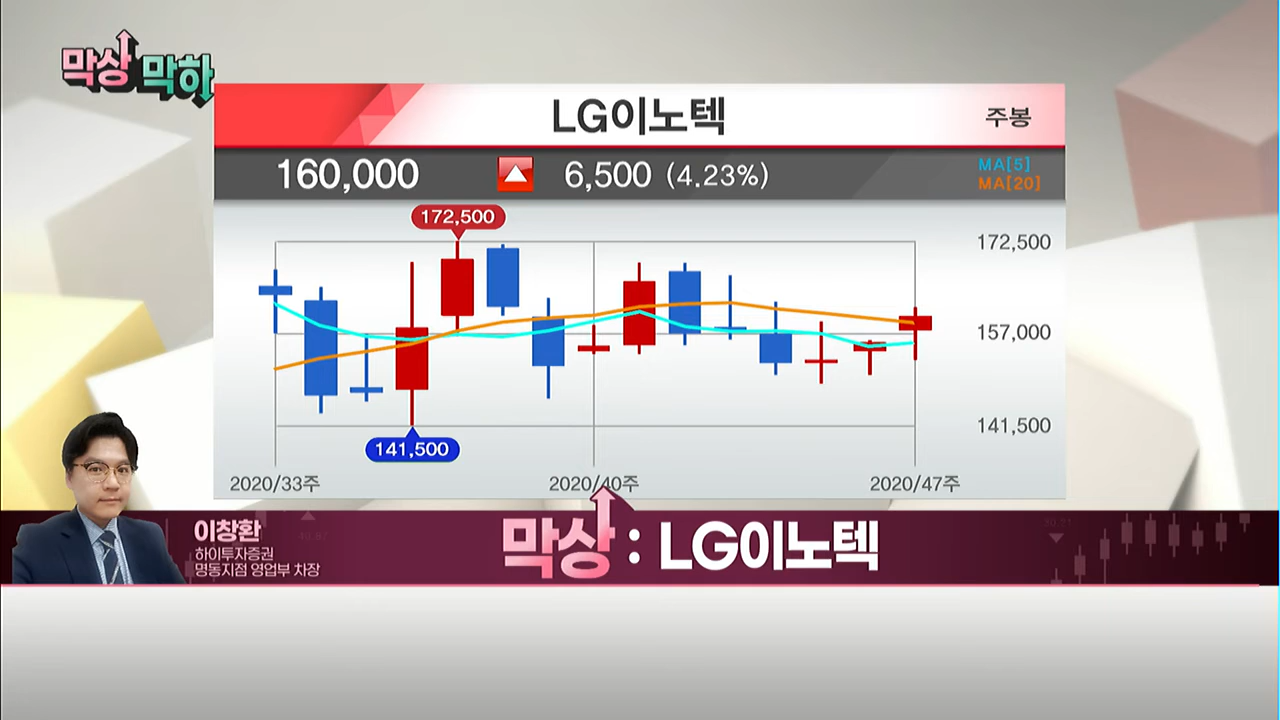 막상 막하
LG이노텍
주봉
160,000 ▲ 6,500 (4.23%)
MA[5]
MA[20]
172,500
172,500
157,000
141,500
141,500
2020/33주 2020/40주 2020/47주
이창환
하이투자증권
명동지점 영업부 차장
막상 : LG이노텍